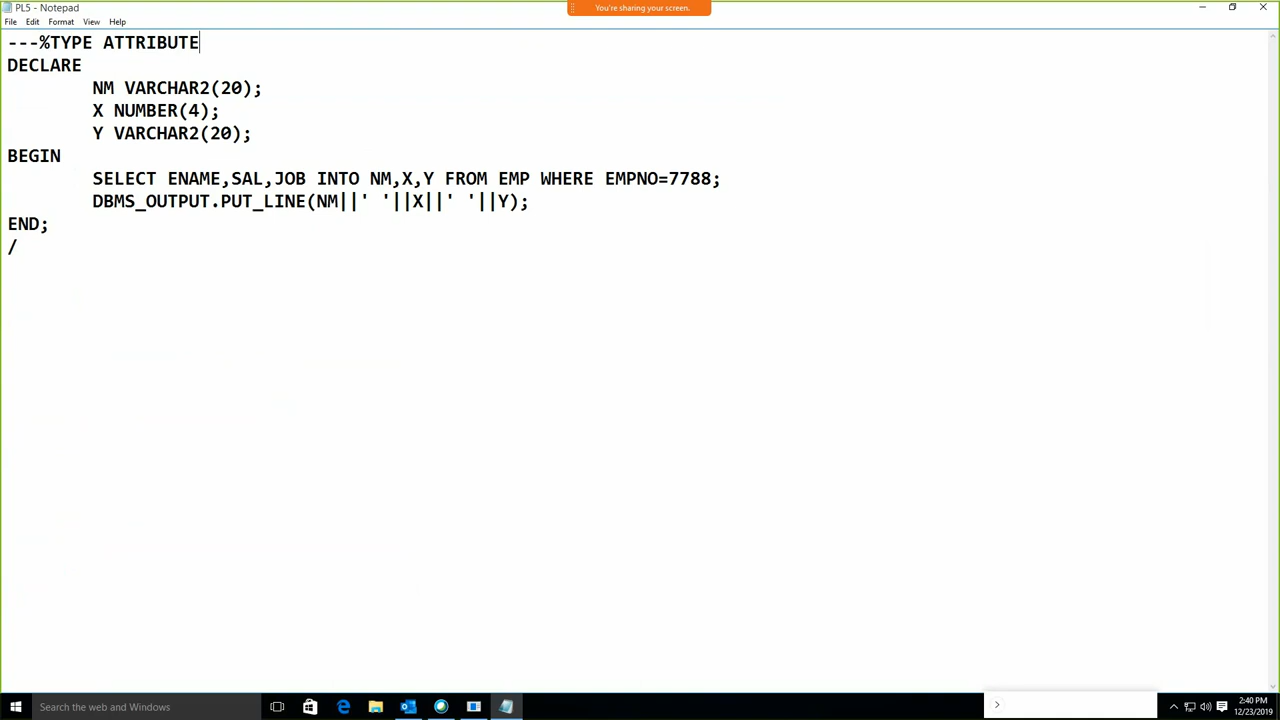 PL5 - Notepad
You're sharing your screen.
File Edit Format View Help
---%TYPE ATTRIBUTE
DECLARE
NM VARCHAR2(20);
X NUMBER(4);
Y VARCHAR2(20);
BEGIN
SELECT ENAME,SAL,JOB INTO NM,X,Y FROM EMP WHERE EMPNO=7788;
DBMS_OUTPUT.PUT_LINE(NM||' '||X||' '||Y);
END;
/
Search the web and Windows
2:40 PM
12/23/2019